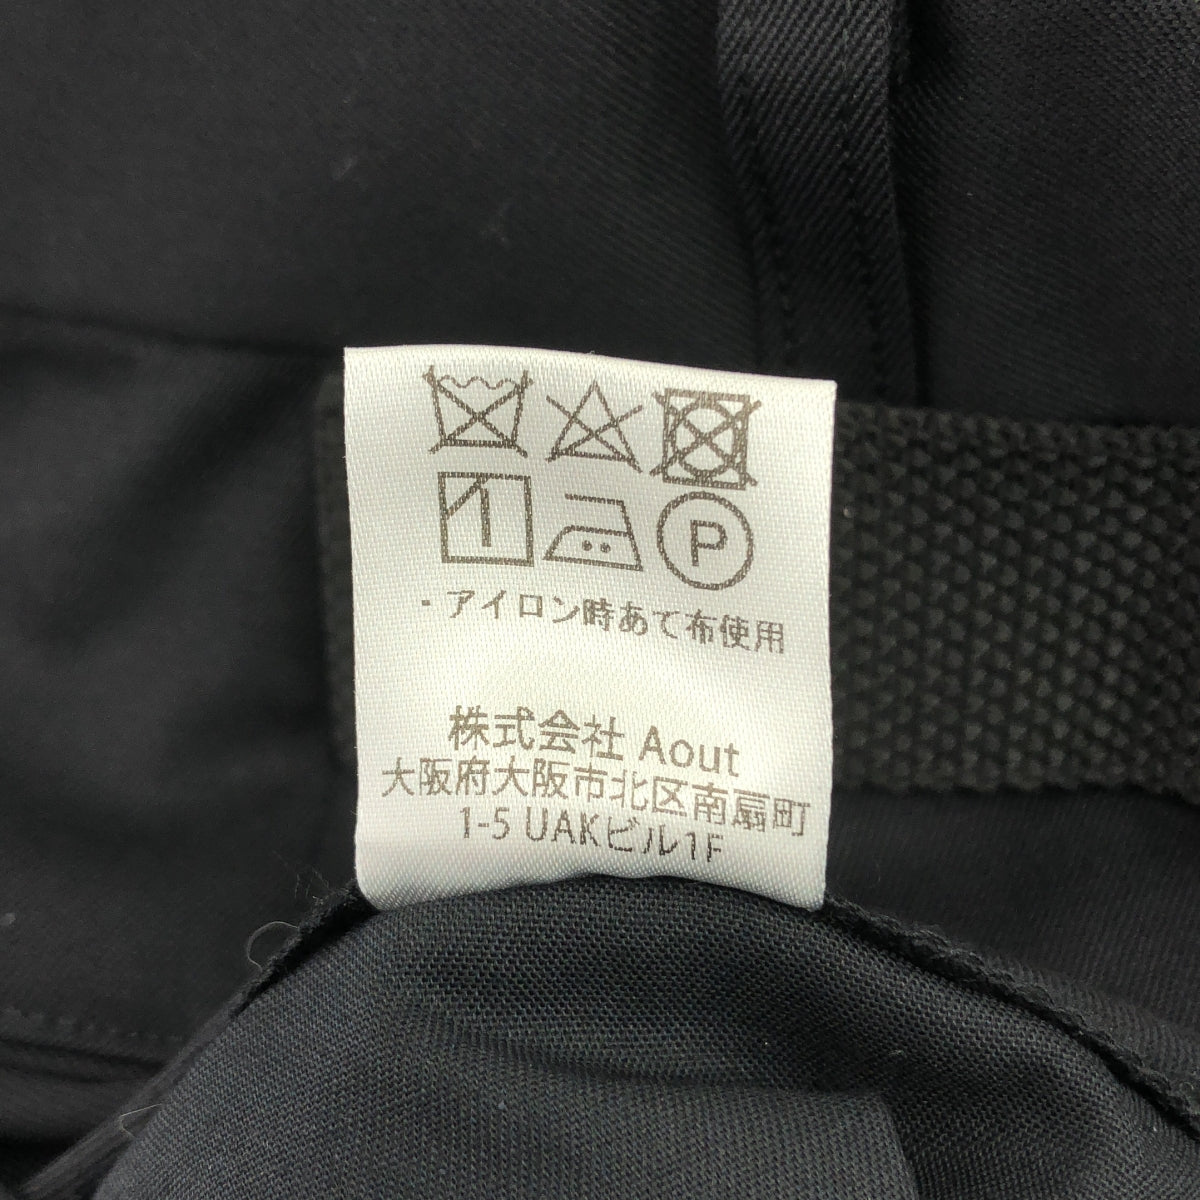 P
・アイロン時あて布使用
株式会社 Aout
大阪府大阪市北区南扇町
1-5 UAKビル1F